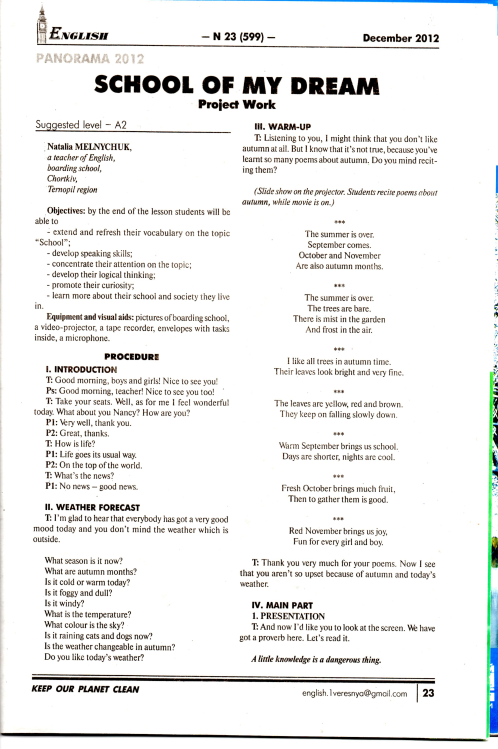 ENGLISH
— N 23 (599) —
December 2012
PANORAMA 2012
SCHOOL OF MY DREAM
Project Work
Suggested level – A2
Natalia MELNYCHUK,
a teacher of English,
boarding school,
Chortkiv,
Ternopil region
Objectives: by the end of the lesson students will be
able to
- extend and refresh their vocabulary on the topic
“School”;
- develop speaking skills;
- concentrate their attention on the topic;
- develop their logical thinking;
- promote their curiosity;
- learn more about their school and society they live
in.
Equipment and visual aids: pictures of boarding school,
a video-projector, a tape recorder, envelopes with tasks
inside, a microphone.
PROCEDURE
I. INTRODUCTION
T: Good morning, boys and girls! Nice to see you!
Ps: Good morning, teacher! Nice to see you too!
T: Take your seats. Well, as for me I feel wonderful
today. What about you Nancy? How are you?
P1: Very well, thank you.
P2: Great, thanks.
T: How is life?
P1: Life goes its usual way.
P2: On the top of the world.
T: What's the news?
P1: No news – good news.
II. WEATHER FORECAST
T: I'm glad to hear that everybody has got a very good
mood today and you don't mind the weather which is
outside.
What season is it now?
What are autumn months?
Is it cold or warm today?
Is it foggy and dull?
Is it windy?
What is the temperature?
What colour is the sky?
Is it raining cats and dogs now?
Is the weather changeable in autumn?
Do you like today's weather?
III. WARM-UP
T: Listening to you, I might think that you don't like
autumn at all. But I know that it's not true, because you've
learnt so many poems about autumn. Do you mind recit-
ing them?
(Slide show on the projector. Students recite poems about
autumn, while movie is on.)
***
The summer is over.
September comes.
October and November
Are also autumn months.
***
The summer is over.
The trees are bare.
There is mist in the garden
And frost in the air.
***
I like all trees in autumn time.
Their leaves look bright and very fine.
***
The leaves are yellow, red and brown.
They keep on falling slowly down.
***
Warm September brings us school.
Days are shorter, nights are cool.
***
Fresh October brings much fruit,
Then to gather them is good.
***
Red November brings us joy,
Fun for every girl and boy.
T: Thank you very much for your poems. Now I see
that you aren't so upset because of autumn and today's
weather.
IV. MAIN PART
1. PRESENTATION
T: And now I'd like you to look at the screen. We have
got a proverb here. Let's read it.
A little knowledge is a dangerous thing.
KEEP OUR PLANET CLEAN
english.1veresnya@gmail.com
23